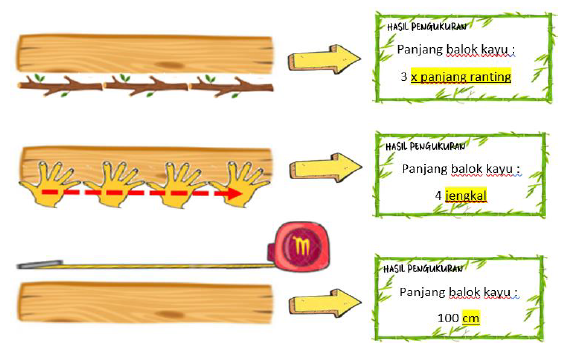 HASIL PENGUKURAN
Panjang balok kayu :
3 x panjang ranting
HASIL PENGUKURAN
Panjang balok kayu :
4 jengkal
m
HASIL PENGUKURAN
Panjang balok kayu :
100 cm